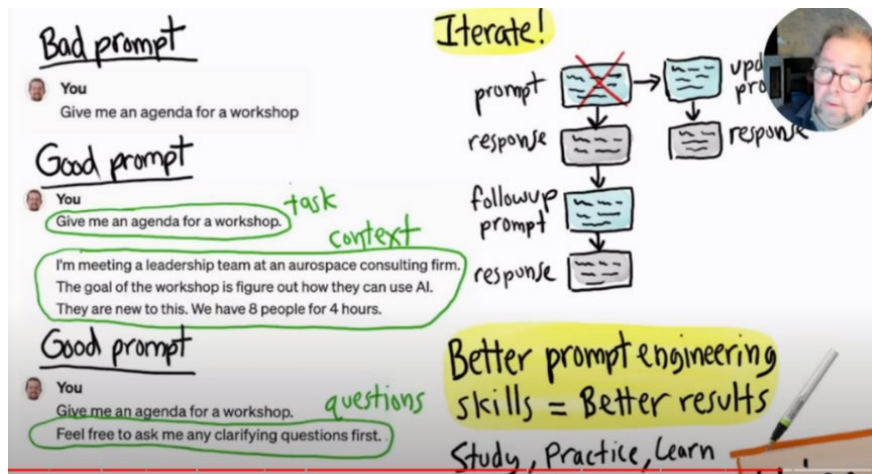 Bad prompt
You
Give me an agenda for a workshop
Good prompt
You
Give me an agenda for a workshop.
task
context
I'm meeting a leadership team at an aurospace consulting firm.
The goal of the workshop is figure out how they can use AI.
They are new to this. We have 8 people for 4 hours.
Good prompt
You
Give me an agenda for a workshop.
questions
Feel free to ask me any clarifying questions first.
Iterate!
prompt
response
followup
prompt
response
response
Better prompt engineering
skills = Better results
Study, Practice, Learn